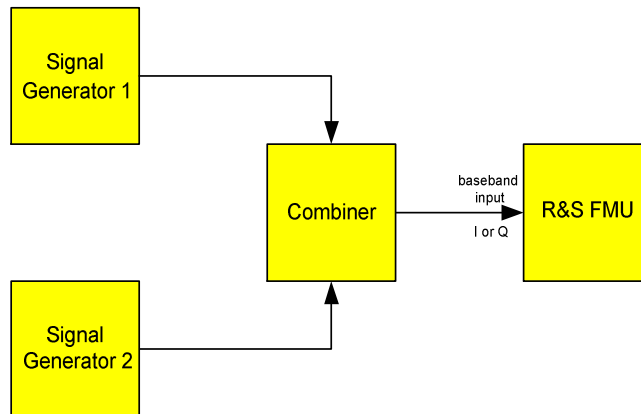 Signal
Generator 1
Combiner
baseband
input
I or Q
R&S FMU
Signal
Generator 2